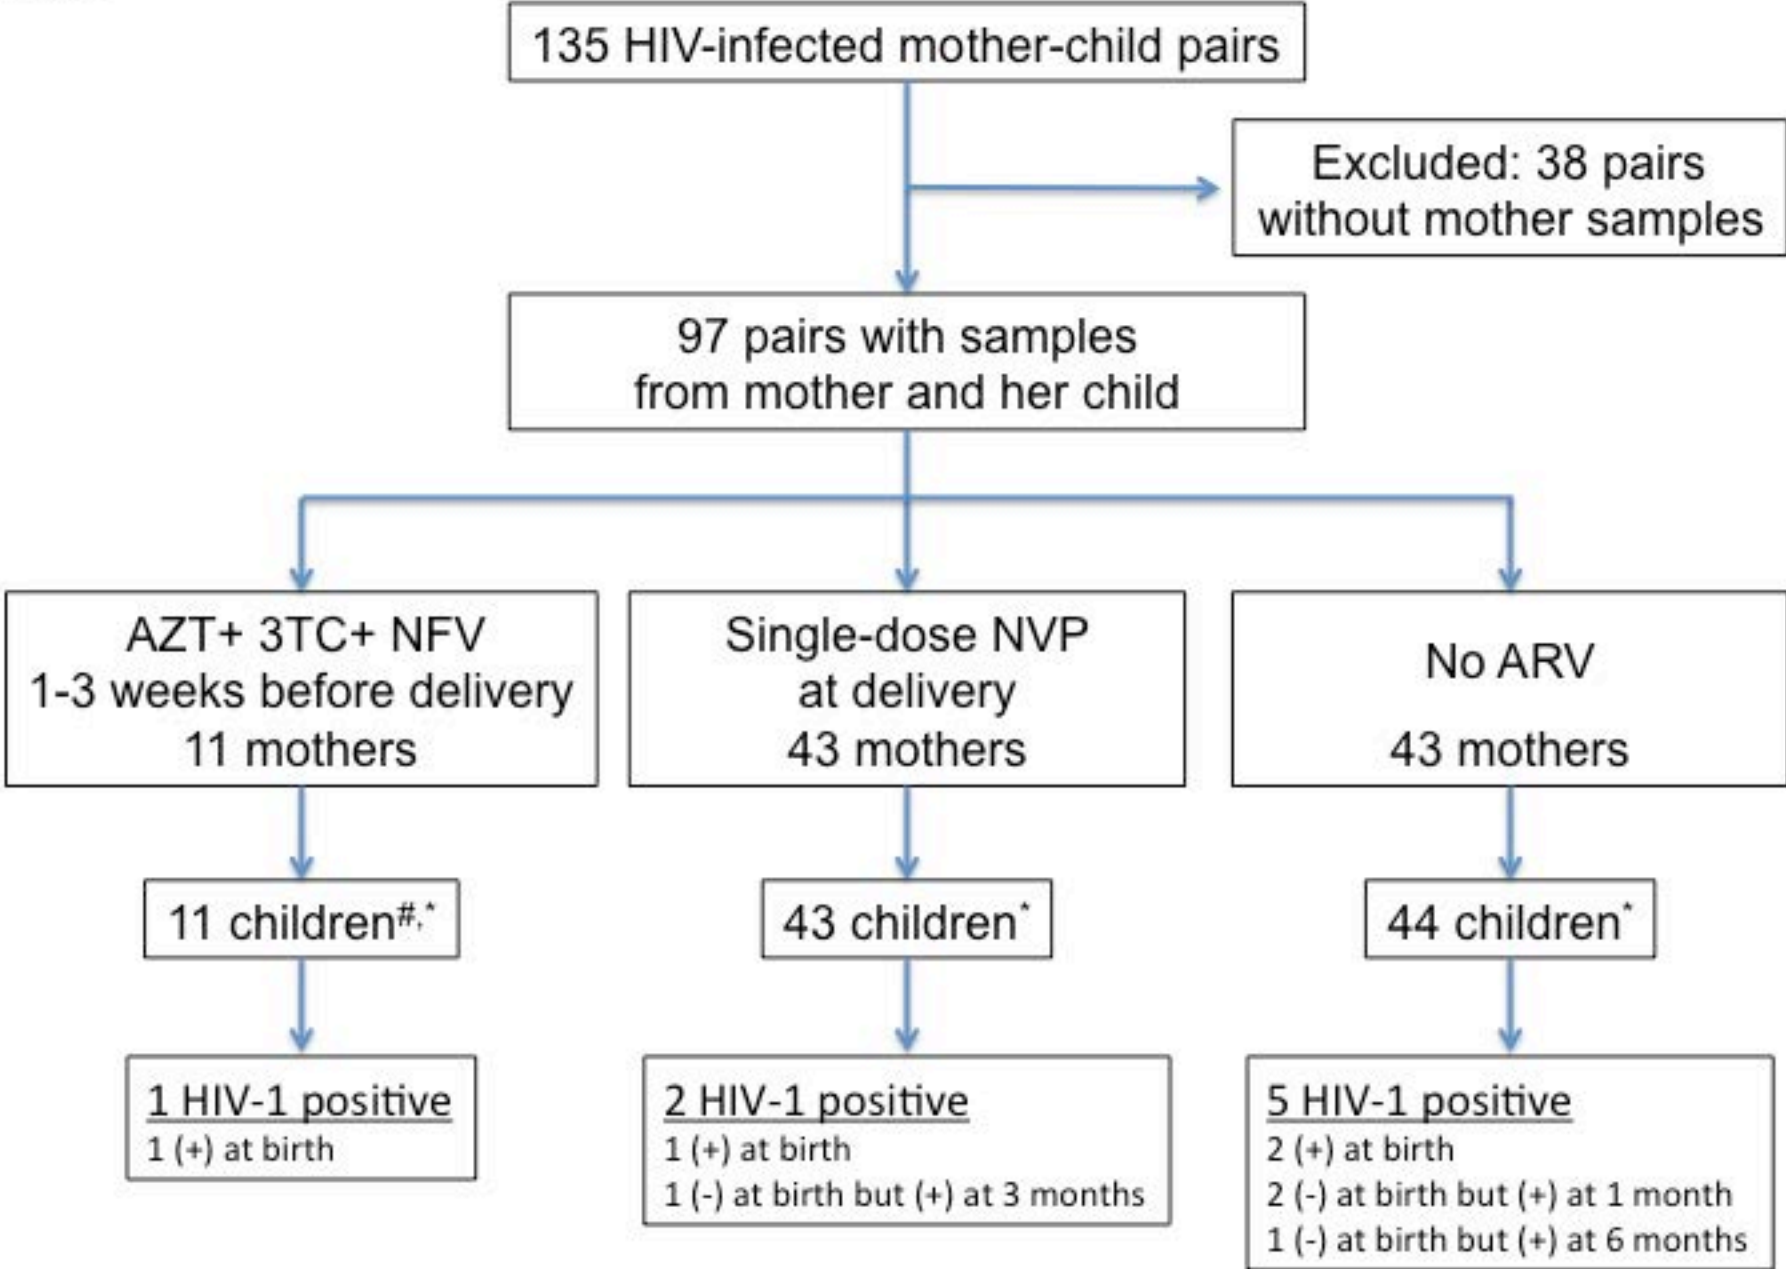 135 HIV-infected mother-child pairs
Excluded: 38 pairs
without mother samples
97 pairs with samples
from mother and her child
AZT+ 3TC+ NFV
1-3 weeks before delivery
11 mothers
Single-dose NVP
at delivery
43 mothers
No ARV
43 mothers
11 children#,*
43 children*
44 children*
1 HIV-1 positive
1 (+) at birth
2 HIV-1 positive
1 (+) at birth
1 (-) at birth but (+) at 3 months
5 HIV-1 positive
2 (+) at birth
2 (-) at birth but (+) at 1 month
1 (-) at birth but (+) at 6 months